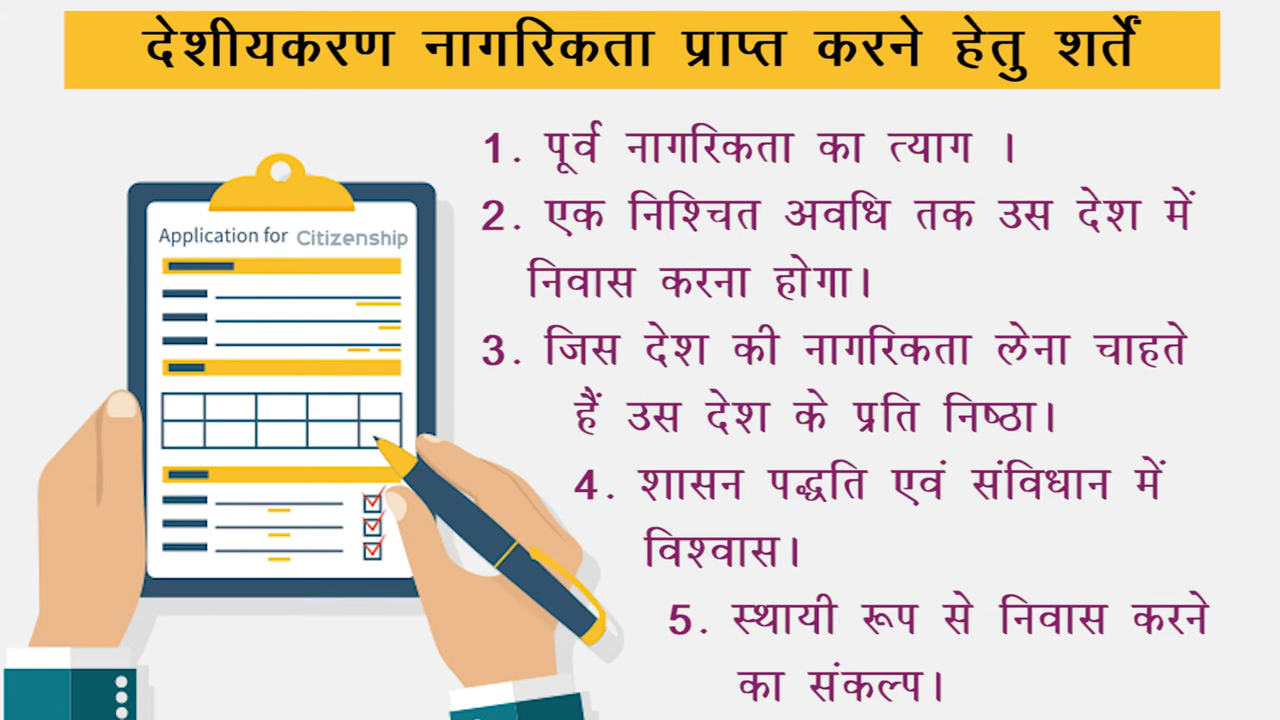 देशीयकरण नागरिकता प्राप्त करने हेतु शर्तें
Application for Citizenship
1. पूर्व नागरिकता का त्याग ।
2. एक निश्चित अवधि तक उस देश में
निवास करना होगा।
3. जिस देश की नागरिकता लेना चाहते
हैं उस देश के प्रति निष्ठा।
4. शासन पद्धति एवं संविधान में
विश्वास।
5. स्थायी रूप से निवास करने
का संकल्प।